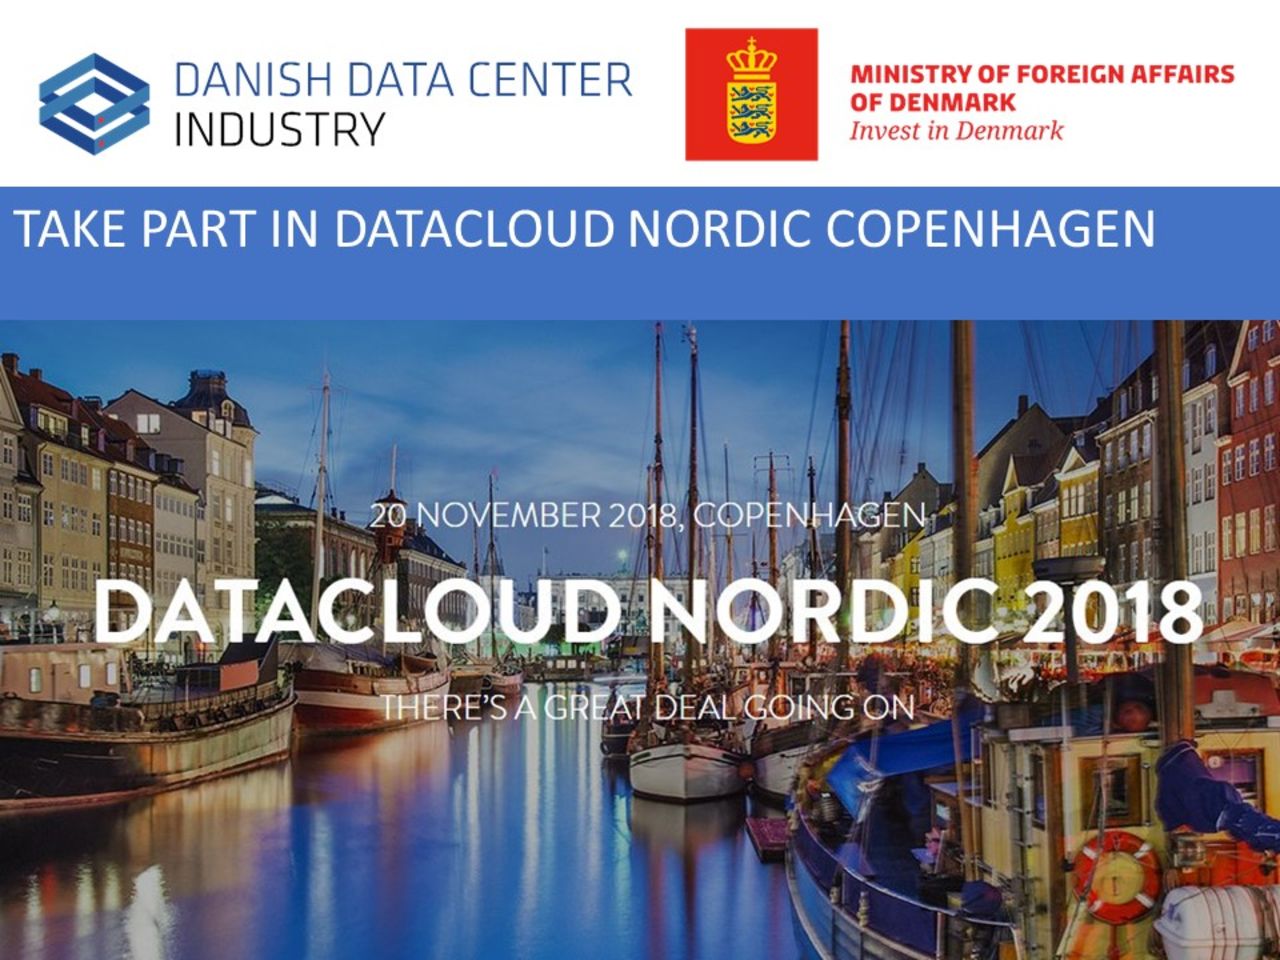 DANISH DATA CENTER
INDUSTRY
MINISTRY OF FOREIGN AFFAIRS
OF DENMARK
Invest in Denmark
TAKE PART IN DATACLOUD NORDIC COPENHAGEN
20 NOVEMBER 2018, COPENHAGEN
DATACLOUD NORDIC 2018
THERE'S A GREAT DEAL GOING ON